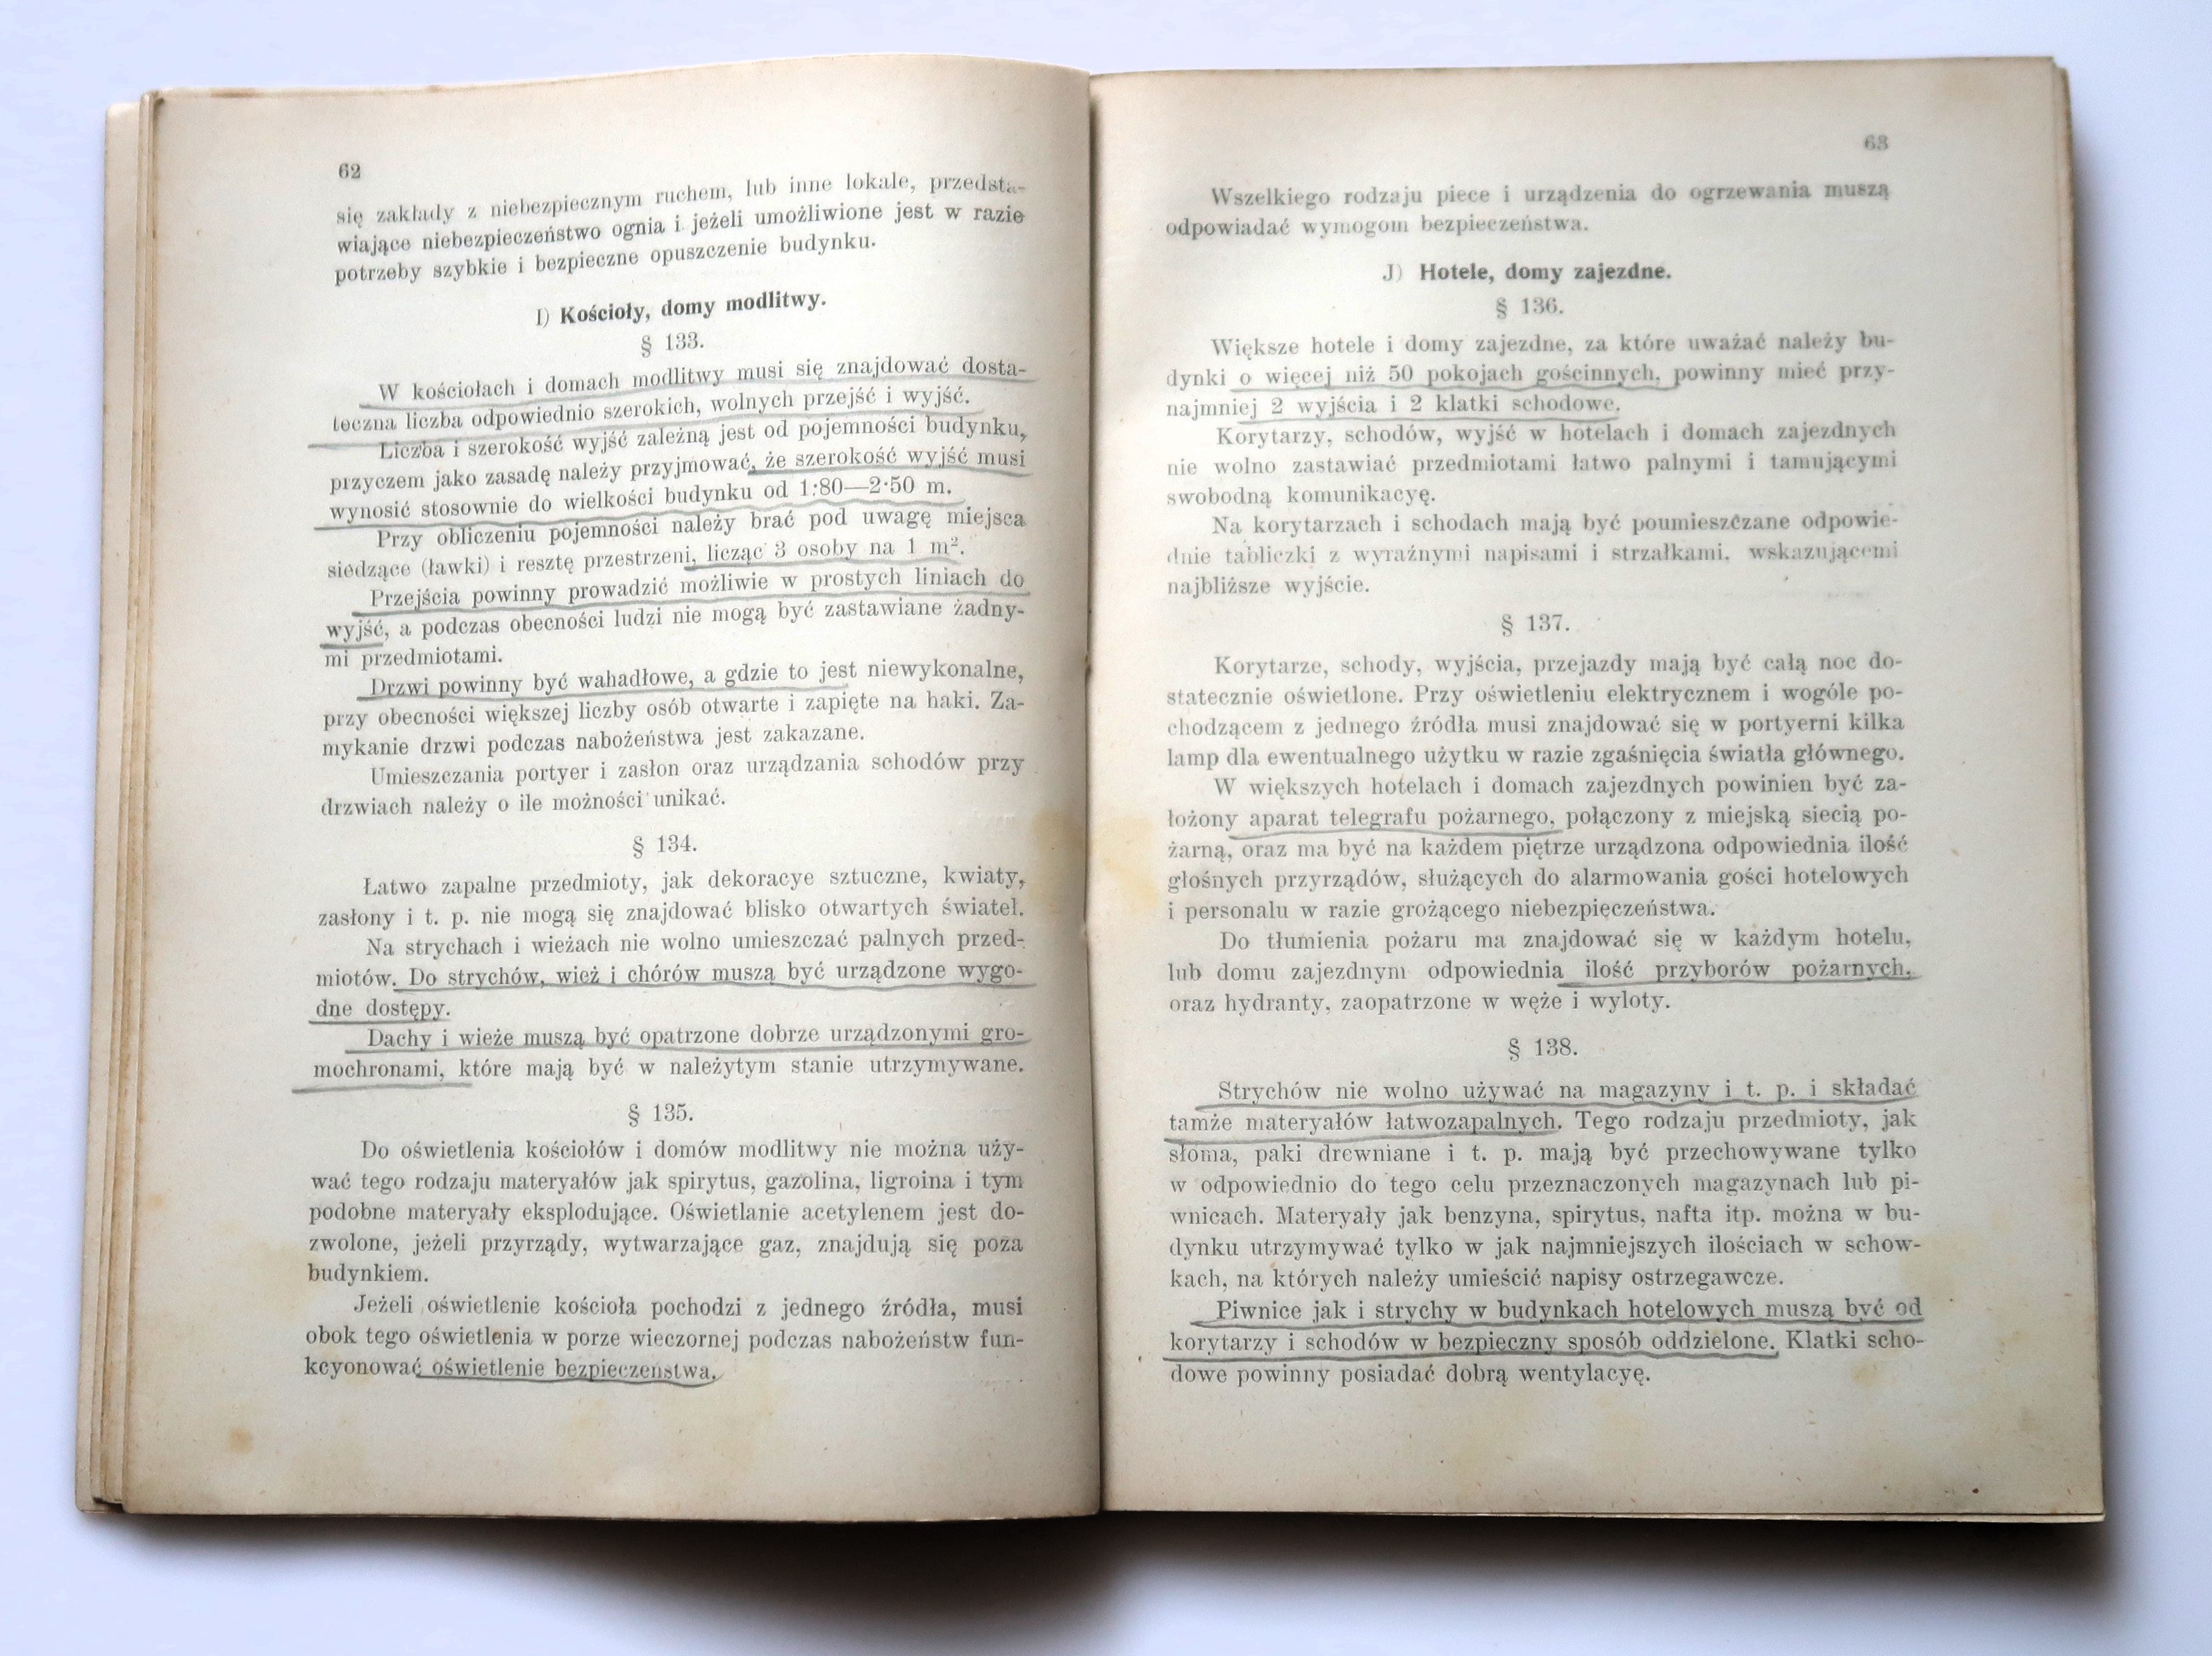 62
się zakłady z niebezpiecznym ruchem, lub inne lokale, przedsta-
wiające niebezpieczeństwo ognia i jeżeli umożliwione jest w razie
potrzeby szybkie i bezpieczne opuszczenie budynku.
I) Kościoły, domy modlitwy.
§ 133.
W kościołach i domach modlitwy musi się znajdować dosta-
teczna liczba odpowiednio szerokich, wolnych przejść i wyjść.
Liczba i szerokość wyjść zależną jest od pojemności budynku,
przyczem jako zasadę należy przyjmować, że szerokość wyjść musi
wynosić stosownie do wielkości budynku od 1·80—2·50 m.
Przy obliczeniu pojemności należy brać pod uwagę miejsca
siedzące (ławki) i resztę przestrzeni, licząc 3 osoby na 1 m².
Przejścia powinny prowadzić możliwie w prostych liniach do
wyjść, a podczas obecności ludzi nie mogą być zastawiane żadny-
mi przedmiotami.
Drzwi powinny być wahadłowe, a gdzie to jest niewykonalne,
przy obecności większej liczby osób otwarte i zapięte na haki. Za-
mykanie drzwi podczas nabożeństwa jest zakazane.
Umieszczania portyer i zasłon oraz urządzania schodów przy
drzwiach należy o ile możności unikać.
§ 134.
Łatwo zapalne przedmioty, jak dekoracye sztuczne, kwiaty,
zasłony i t. p. nie mogą się znajdować blisko otwartych świateł.
Na strychach i wieżach nie wolno umieszczać palnych przed-
miotów. Do strychów, wież i chórów muszą być urządzone wygo-
dne dostępy.
Dachy i wieże muszą być opatrzone dobrze urządzonymi gro-
mochronami, które mają być w należytym stanie utrzymywane.
§ 135.
Do oświetlenia kościołów i domów modlitwy nie można uży-
wać tego rodzaju materyałów jak spirytus, gazolina, ligroina i tym
podobne materyały eksplodujące. Oświetlanie acetylenem jest do-
zwolone, jeżeli przyrządy, wytwarzające gaz, znajdują się poza
budynkiem.
Jeżeli oświetlenie kościoła pochodzi z jednego źródła, musi
obok tego oświetlenia w porze wieczornej podczas nabożeństw fun-
kcyonować oświetlenie bezpieczeństwa.
63
Wszelkiego rodzaju piece i urządzenia do ogrzewania muszą
odpowiadać wymogom bezpieczeństwa.
J) Hotele, domy zajezdne.
§ 136.
Większe hotele i domy zajezdne, za które uważać należy bu-
dynki o więcej niż 50 pokojach gościnnych, powinny mieć przy-
najmniej 2 wyjścia i 2 klatki schodowe.
Korytarzy, schodów, wyjść w hotelach i domach zajezdnych
nie wolno zastawiać przedmiotami łatwo palnymi i tamującymi
swobodną komunikacyę.
Na korytarzach i schodach mają być poumieszczane odpowie-
dnie tabliczki z wyraźnymi napisami i strzałkami, wskazującemi
najbliższe wyjście.
§ 137.
Korytarze, schody, wyjścia, przejazdy mają być całą noc do-
statecznie oświetlone. Przy oświetleniu elektrycznem i wogóle po-
chodzącem z jednego źródła musi znajdować się w portyerni kilka
lamp dla ewentualnego użytku w razie zgaśnięcia światła głównego.
W większych hotelach i domach zajezdnych powinien być za-
łożony aparat telegrafu pożarnego, połączony z miejską siecią po-
żarną, oraz ma być na każdem piętrze urządzona odpowiednia ilość
głośnych przyrządów, służących do alarmowania gości hotelowych
i personalu w razie grożącego niebezpieczeństwa.
Do tłumienia pożaru ma znajdować się w każdym hotelu,
lub domu zajezdnym odpowiednia ilość przyborów pożarnych,
oraz hydranty, zaopatrzone w węże i wyloty.
§ 138.
Strychów nie wolno używać na magazyny i t. p. i składać
tamże materyałów łatwozapalnych. Tego rodzaju przedmioty, jak
słoma, paki drewniane i t. p. mają być przechowywane tylko
w odpowiednio do tego celu przeznaczonych magazynach lub pi-
wnicach. Materyały jak benzyna, spirytus, nafta itp. można w bu-
dynku utrzymywać tylko w jak najmniejszych ilościach w schow-
kach, na których należy umieścić napisy ostrzegawcze.
Piwnice jak i strychy w budynkach hotelowych muszą być od
korytarzy i schodów w bezpieczny sposób oddzielone. Klatki scho-
dowe powinny posiadać dobrą wentylacyę.